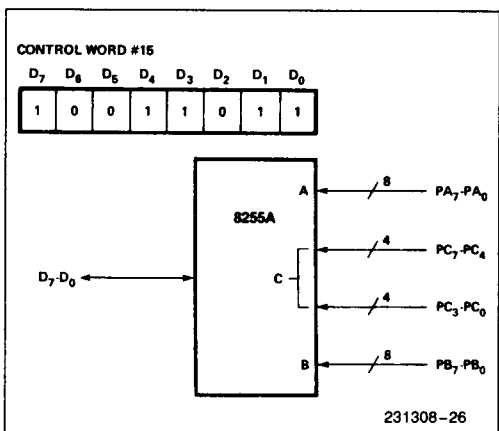 CONTROL WORD #15
D7 D6 D5 D4 D3 D2 D1 D0
1 0 0 1 1 0 1 1
A 8 PA7-PA0
8255A
4 PC7-PC4
D7-D0 C
4 PC3-PC0
B 8 PB7-PB0
231308-26